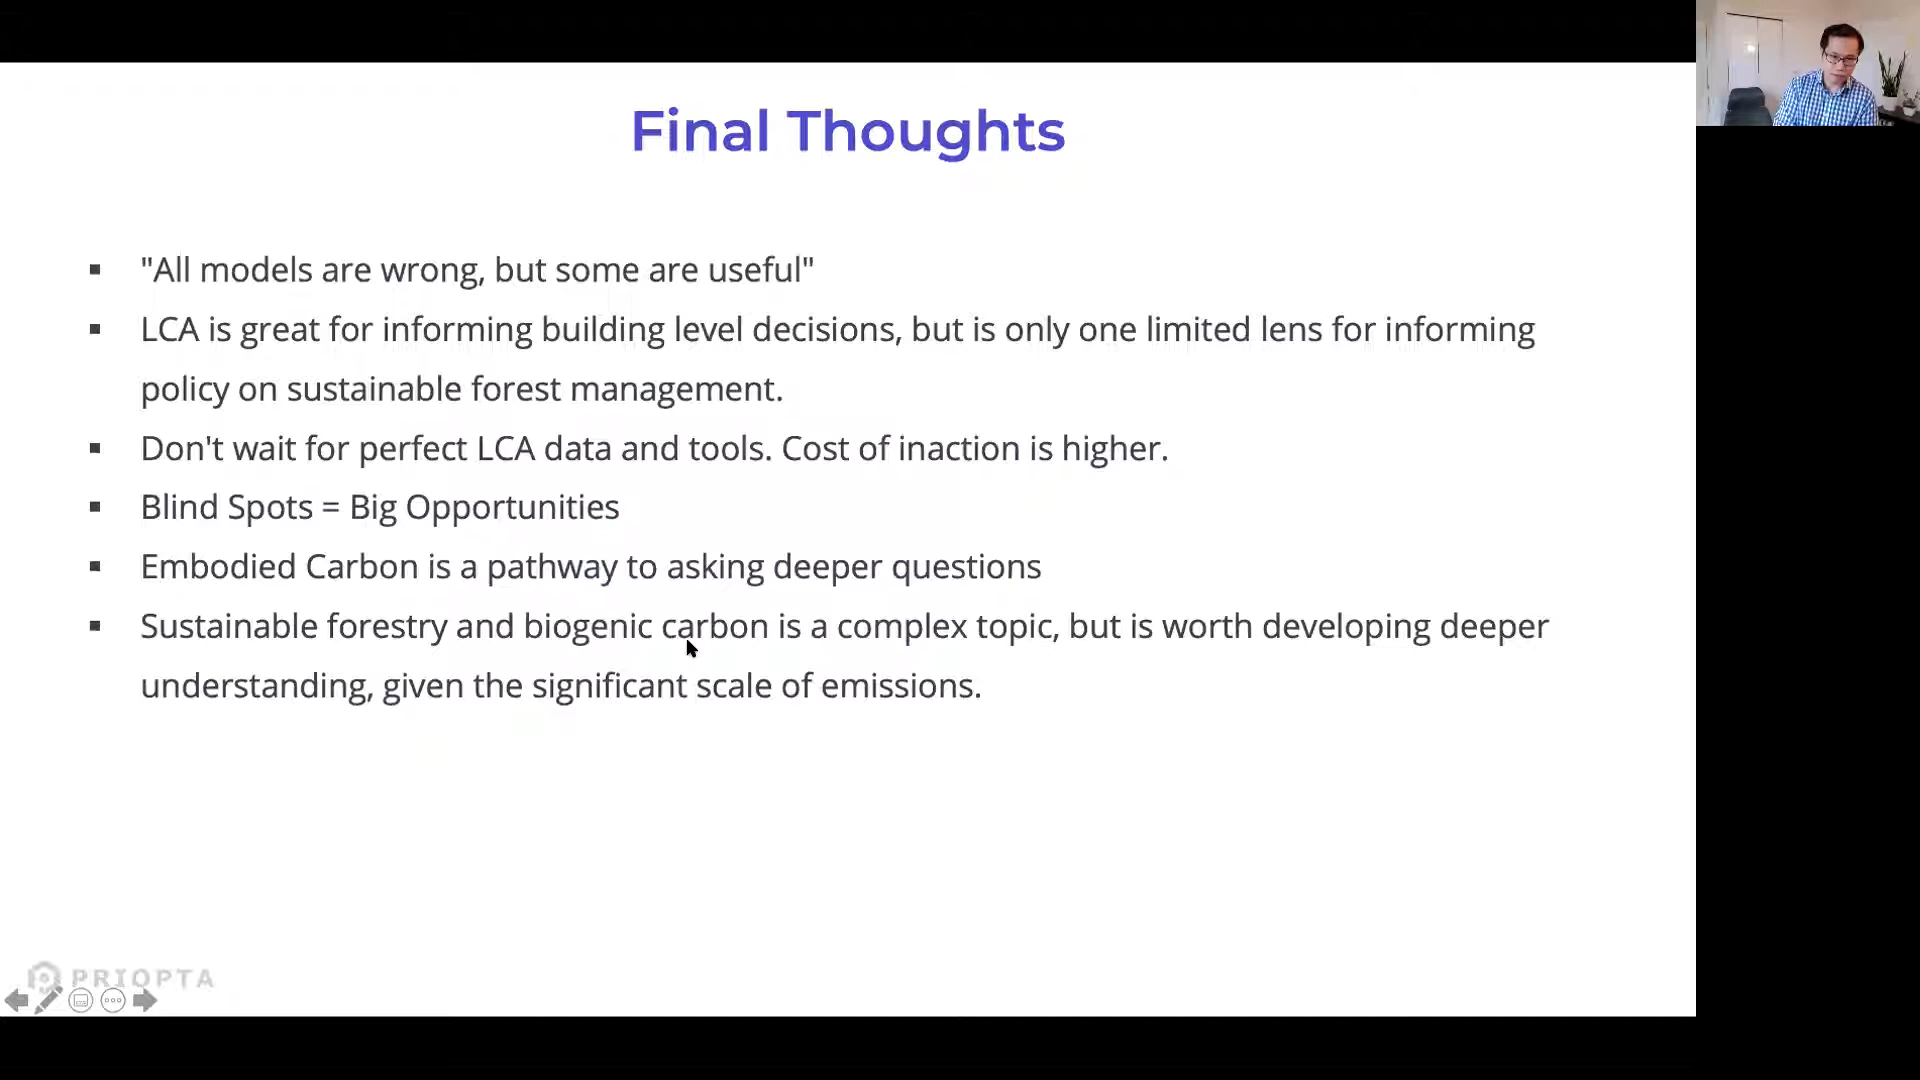 Final Thoughts
▪ "All models are wrong, but some are useful"
▪ LCA is great for informing building level decisions, but is only one limited lens for informing
policy on sustainable forest management.
▪ Don't wait for perfect LCA data and tools. Cost of inaction is higher.
▪ Blind Spots = Big Opportunities
▪ Embodied Carbon is a pathway to asking deeper questions
▪ Sustainable forestry and biogenic carbon is a complex topic, but is worth developing deeper
understanding, given the significant scale of emissions.
PRIOPTA